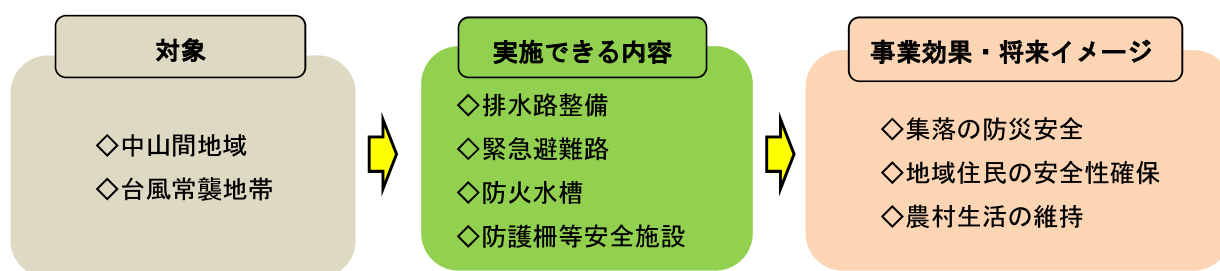 対象
◇中山間地域
◇台風常襲地帯
実施できる内容
◇排水路整備
◇緊急避難路
◇防火水槽
◇防護柵等安全施設
事業効果・将来イメージ
◇集落の防災安全
◇地域住民の安全性確保
◇農村生活の維持